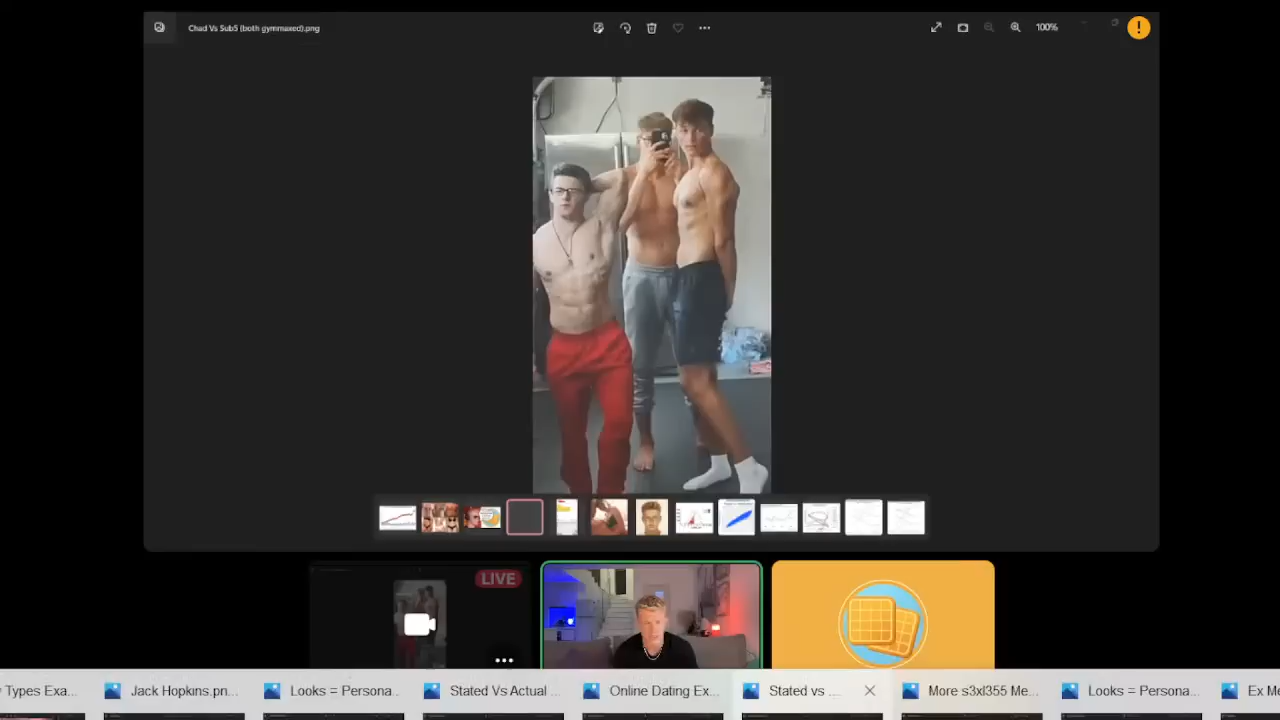 Chad Vs Sub5 (both gymmaxed).png
100%
LIVE
y Types Exa...
Jack Hopkins.pn...
Looks = Persona...
Stated Vs Actual ...
Online Dating Ex...
Stated vs ...
More s3xl355 Me...
Looks = Persona...
Ex Me